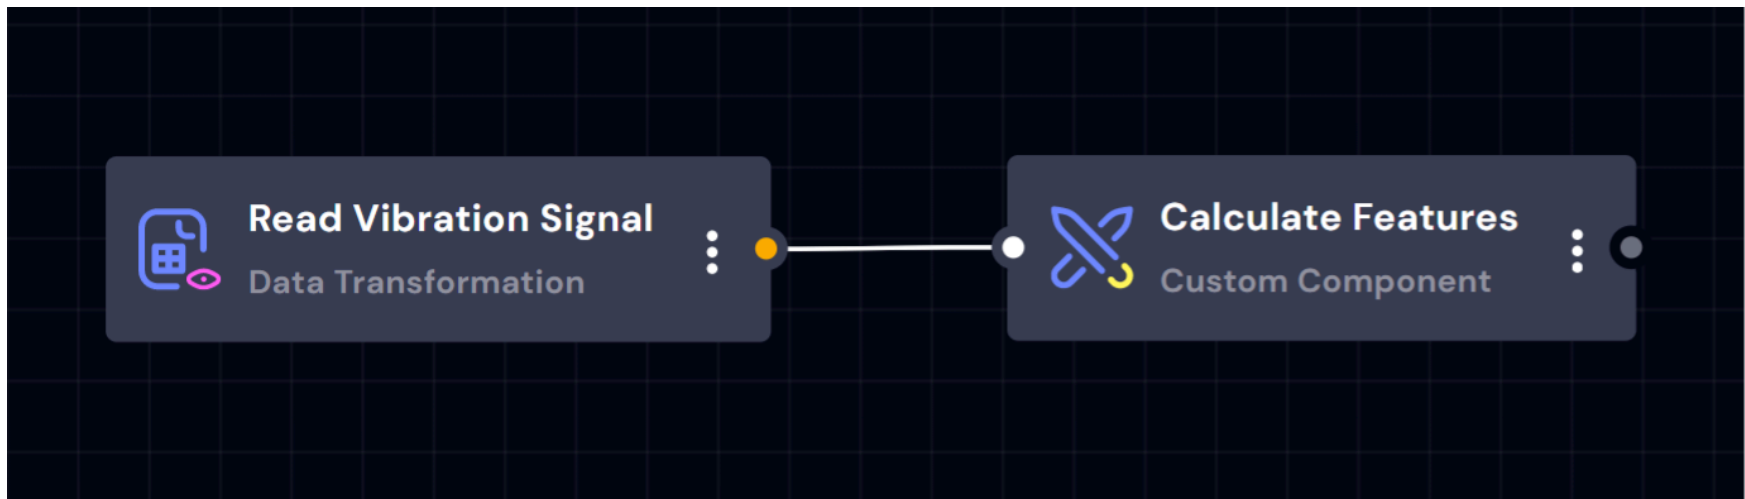 Read Vibration Signal
Data Transformation
Calculate Features
Custom Component